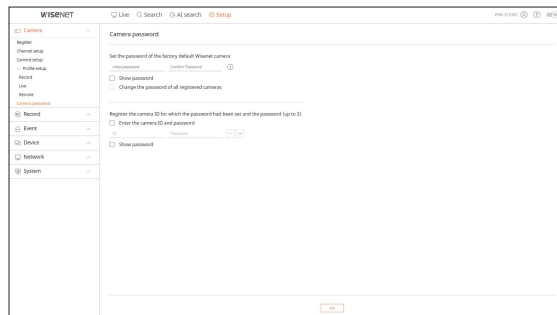 WISENET Live Search AI search Setup
Camera
Register
Channel setup
Camera setup
Profile setup
Record
Live
Remote
Camera password
Record
Event
Device
Network
System
Camera password
Set the password of the factory default Wisenet camera
Initial password Confirm Password
Show password
Change the password of all registered cameras
Register the camera ID for which the password had been set and the password (up to 3)
Enter the camera ID and password
ID Password
Show password
OK